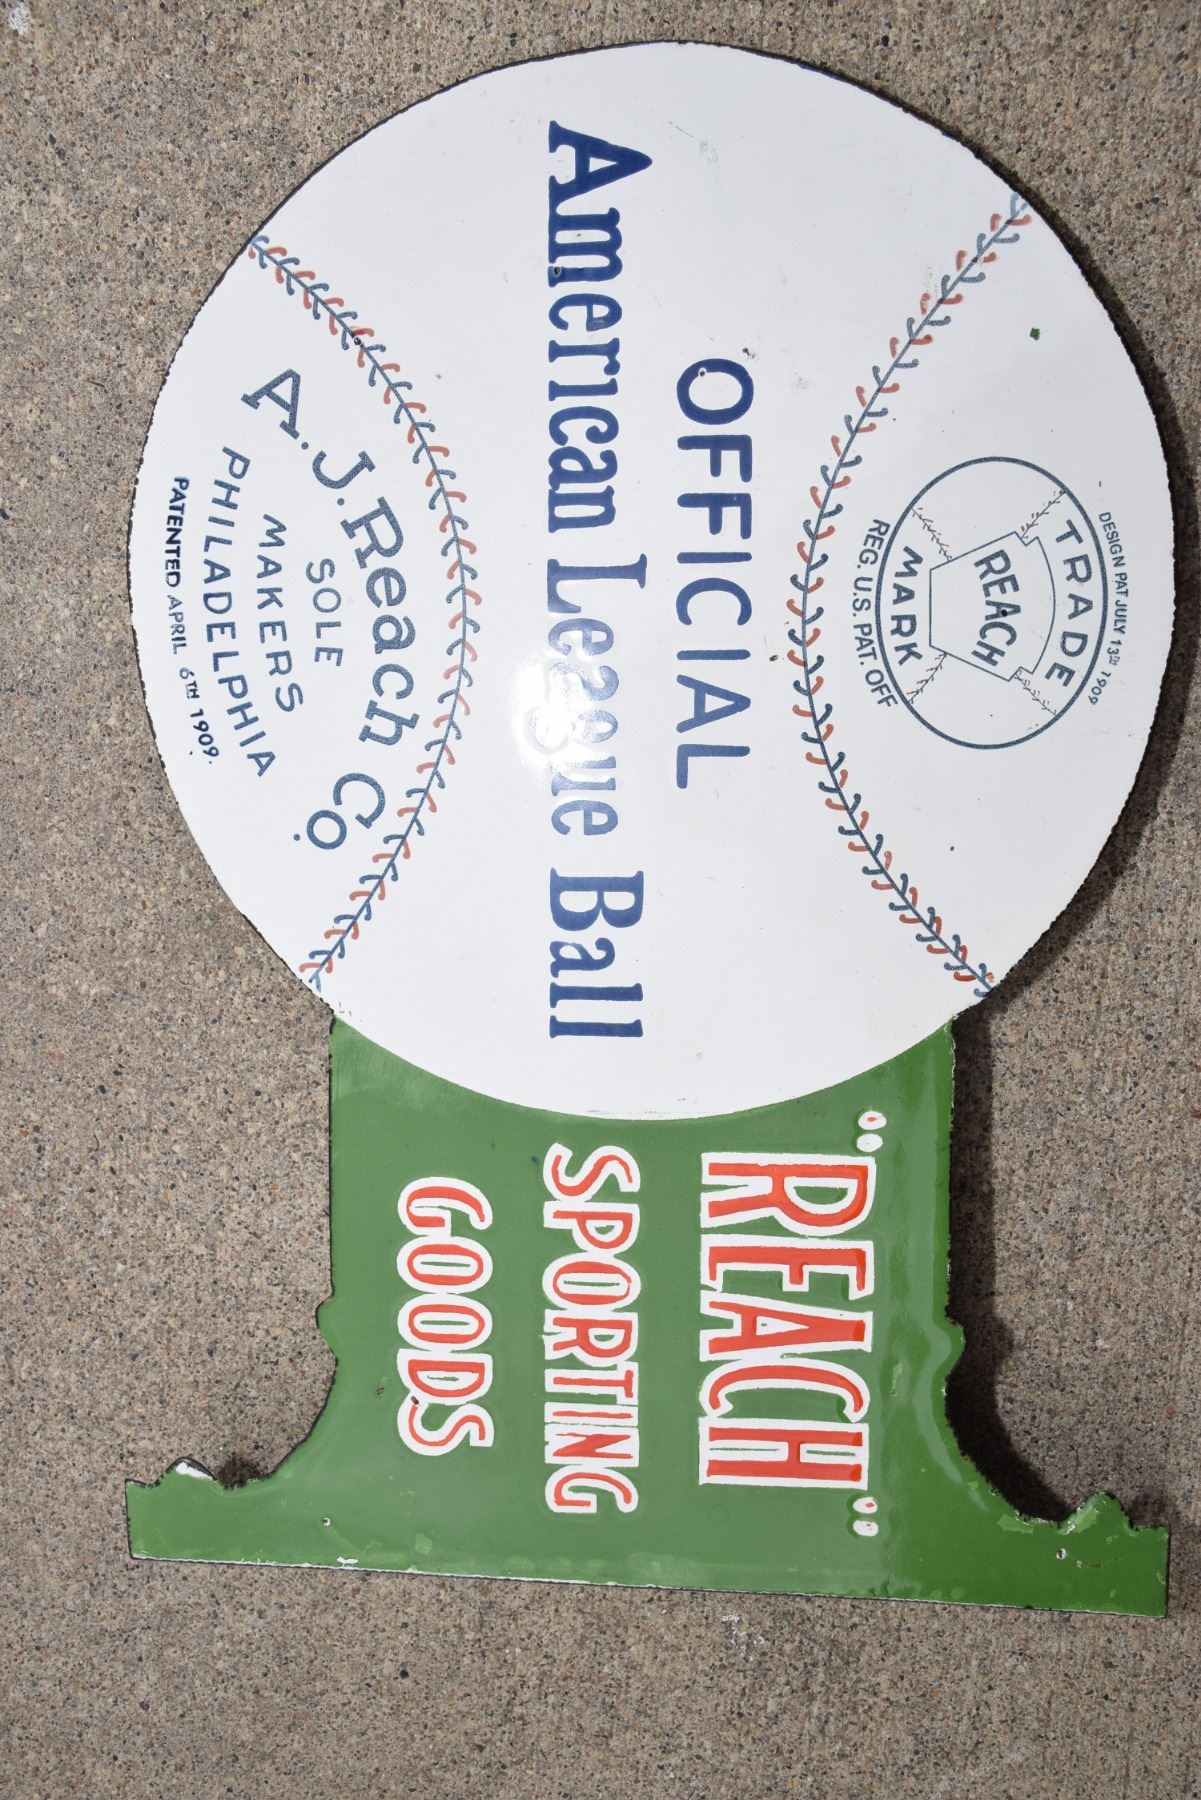 DESIGN PAT JULY 13TH 1909
TRADE
REACH
MARK
REG. U.S. PAT. OFF
OFFICIAL
American League Ball
A.J. Reach Co.
SOLE
MAKERS
PHILADELPHIA
PATENTED APRIL 6TH 1909.
"REACH"
SPORTING
GOODS